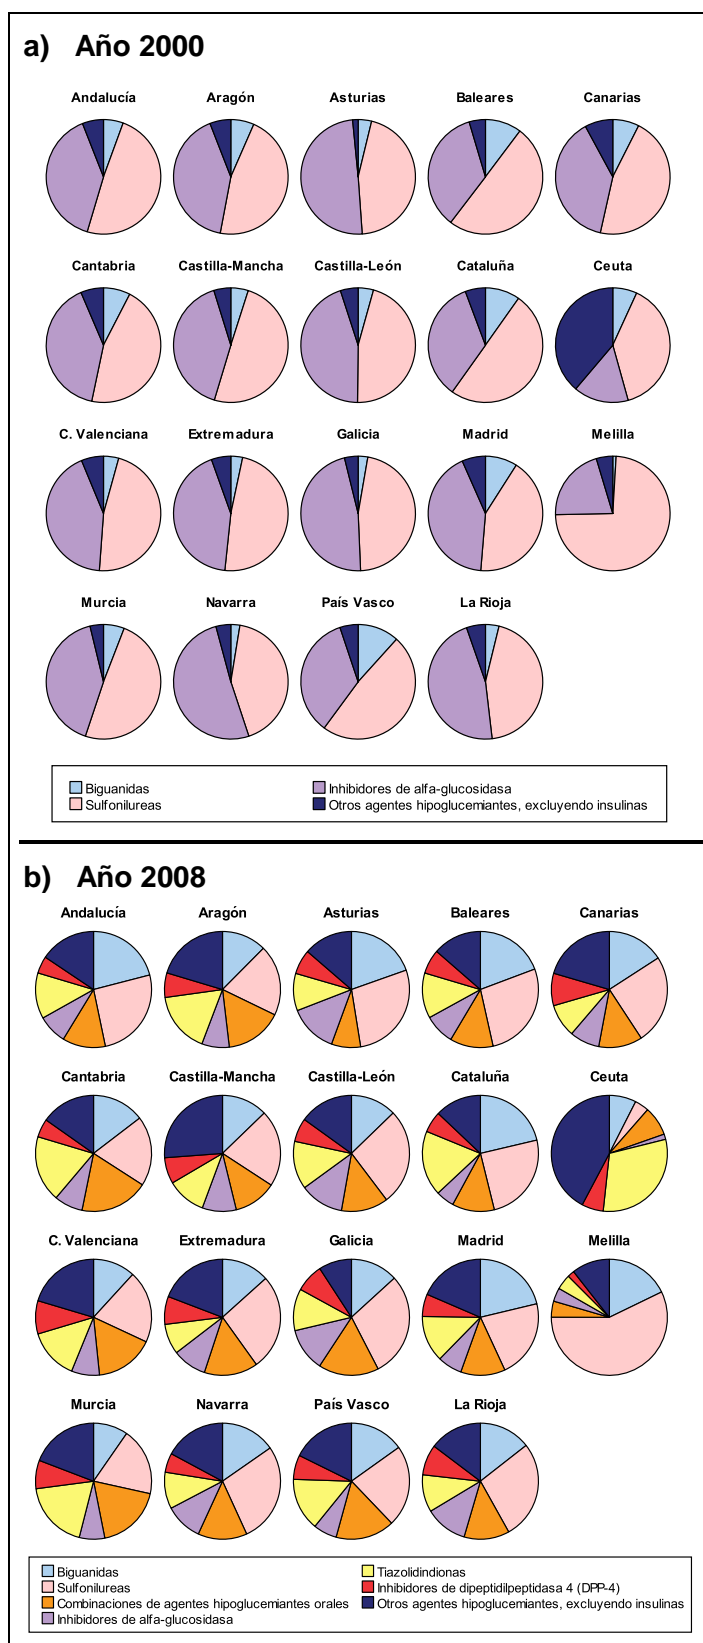 a) Año 2000
Andalucía Aragón Asturias Baleares Canarias
Cantabria Castilla-Mancha Castilla-León Cataluña Ceuta
C. Valenciana Extremadura Galicia Madrid Melilla
Murcia Navarra País Vasco La Rioja
Biguanidas Inhibidores de alfa-glucosidasa
Sulfonilureas Otros agentes hipoglucemiantes, excluyendo insulinas
b) Año 2008
Andalucía Aragón Asturias Baleares Canarias
Cantabria Castilla-Mancha Castilla-León Cataluña Ceuta
C. Valenciana Extremadura Galicia Madrid Melilla
Murcia Navarra País Vasco La Rioja
Biguanidas Tiazolidindionas
Sulfonilureas Inhibidores de dipeptidilpeptidasa 4 (DPP-4)
Combinaciones de agentes hipoglucemiantes orales Otros agentes hipoglucemiantes, excluyendo insulinas
Inhibidores de alfa-glucosidasa